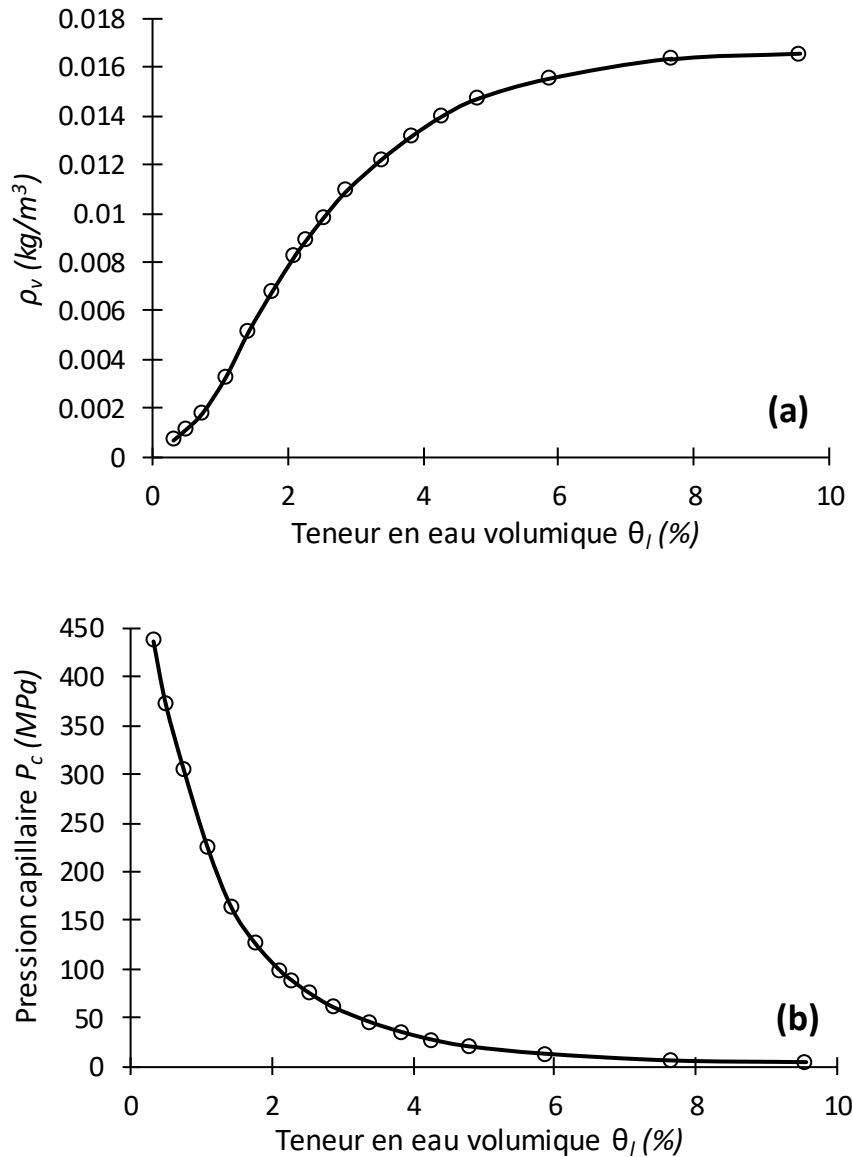 0.018
0.016
0.014
0.012
0.01
0.008
0.006
0.004
0.002
0
ρv (kg/m³)
(a)
0 2 4 6 8 10
Teneur en eau volumique θl (%)
450
400
350
300
250
200
150
100
50
0
Pression capillaire Pc (MPa)
(b)
0 2 4 6 8 10
Teneur en eau volumique θl (%)